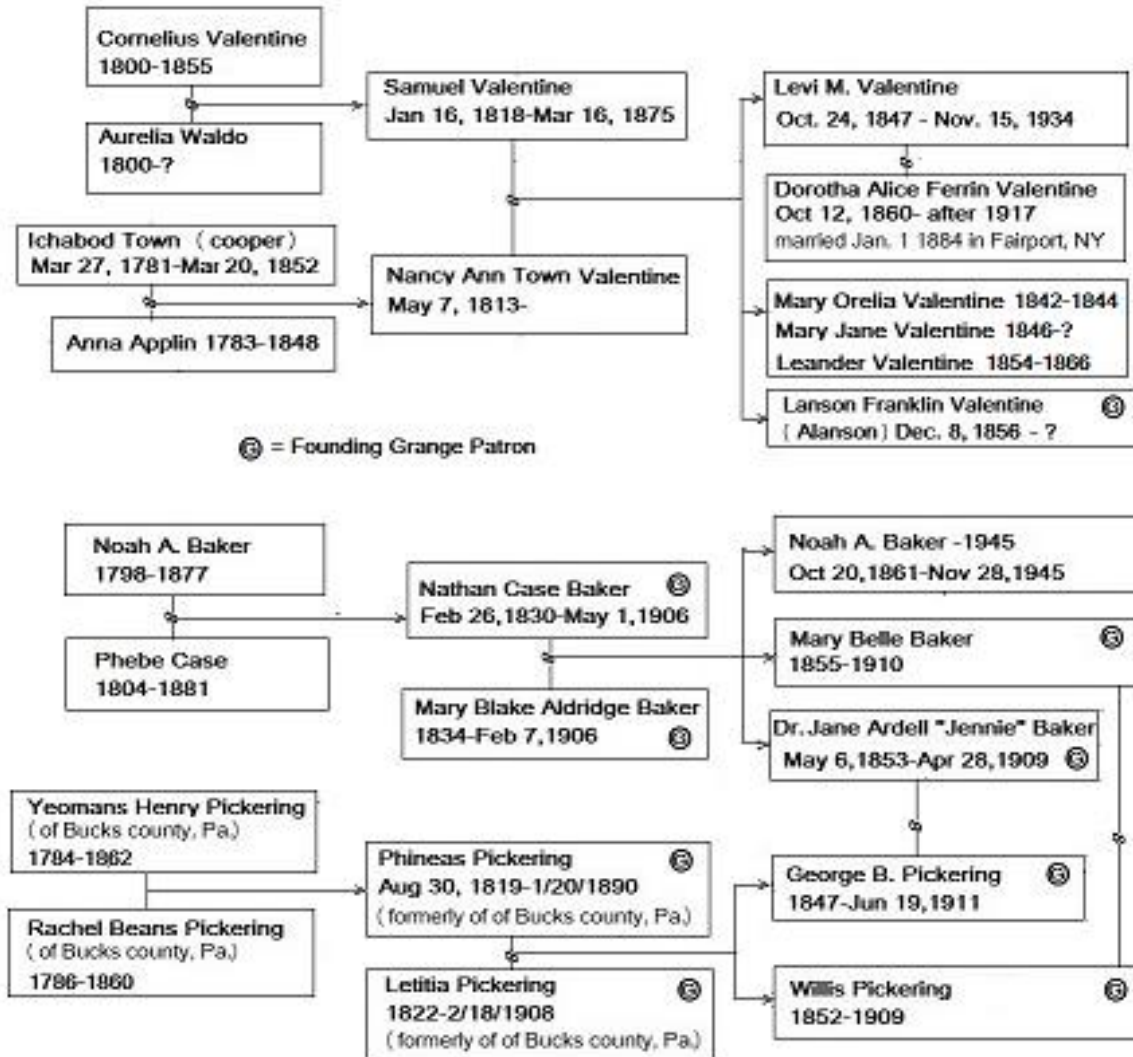 Cornelius Valentine
1800-1855
Aurelia Waldo
1800-?
Samuel Valentine
Jan 16, 1818-Mar 16, 1875
Ichabod Town ( cooper )
Mar 27, 1781-Mar 20, 1852
Anna Applin 1783-1848
Nancy Ann Town Valentine
May 7, 1813-
Levi M. Valentine
Oct. 24, 1847 - Nov. 15, 1934
Dorotha Alice Ferrin Valentine
Oct 12, 1860- after 1917
married Jan. 1 1884 in Fairport, NY
Mary Orelia Valentine 1842-1844
Mary Jane Valentine 1846-?
Leander Valentine 1854-1866
Lanson Franklin Valentine G
( Alanson ) Dec. 8, 1856 - ?
G = Founding Grange Patron
Noah A. Baker
1798-1877
Phebe Case
1804-1881
Nathan Case Baker G
Feb 26,1830-May 1,1906
Mary Blake Aldridge Baker
1834-Feb 7,1906 G
Noah A. Baker -1945
Oct 20,1861-Nov 28,1945
Mary Belle Baker G
1855-1910
Dr. Jane Ardell "Jennie" Baker
May 6,1853-Apr 28,1909 G
Yeomans Henry Pickering
( of Bucks county, Pa.)
1784-1862
Rachel Beans Pickering
( of Bucks county, Pa.)
1786-1860
Phineas Pickering G
Aug 30, 1819-1/20/1890
( formerly of of Bucks county, Pa.)
Letitia Pickering G
1822-2/18/1908
( formerly of of Bucks county, Pa.)
George B. Pickering G
1847-Jun 19,1911
Willis Pickering G
1852-1909